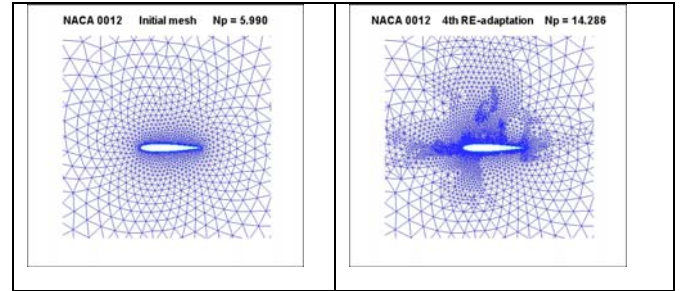 NACA 0012 Initial mesh Np = 5.990
NACA 0012 4th RE-adaptation Np = 14.286